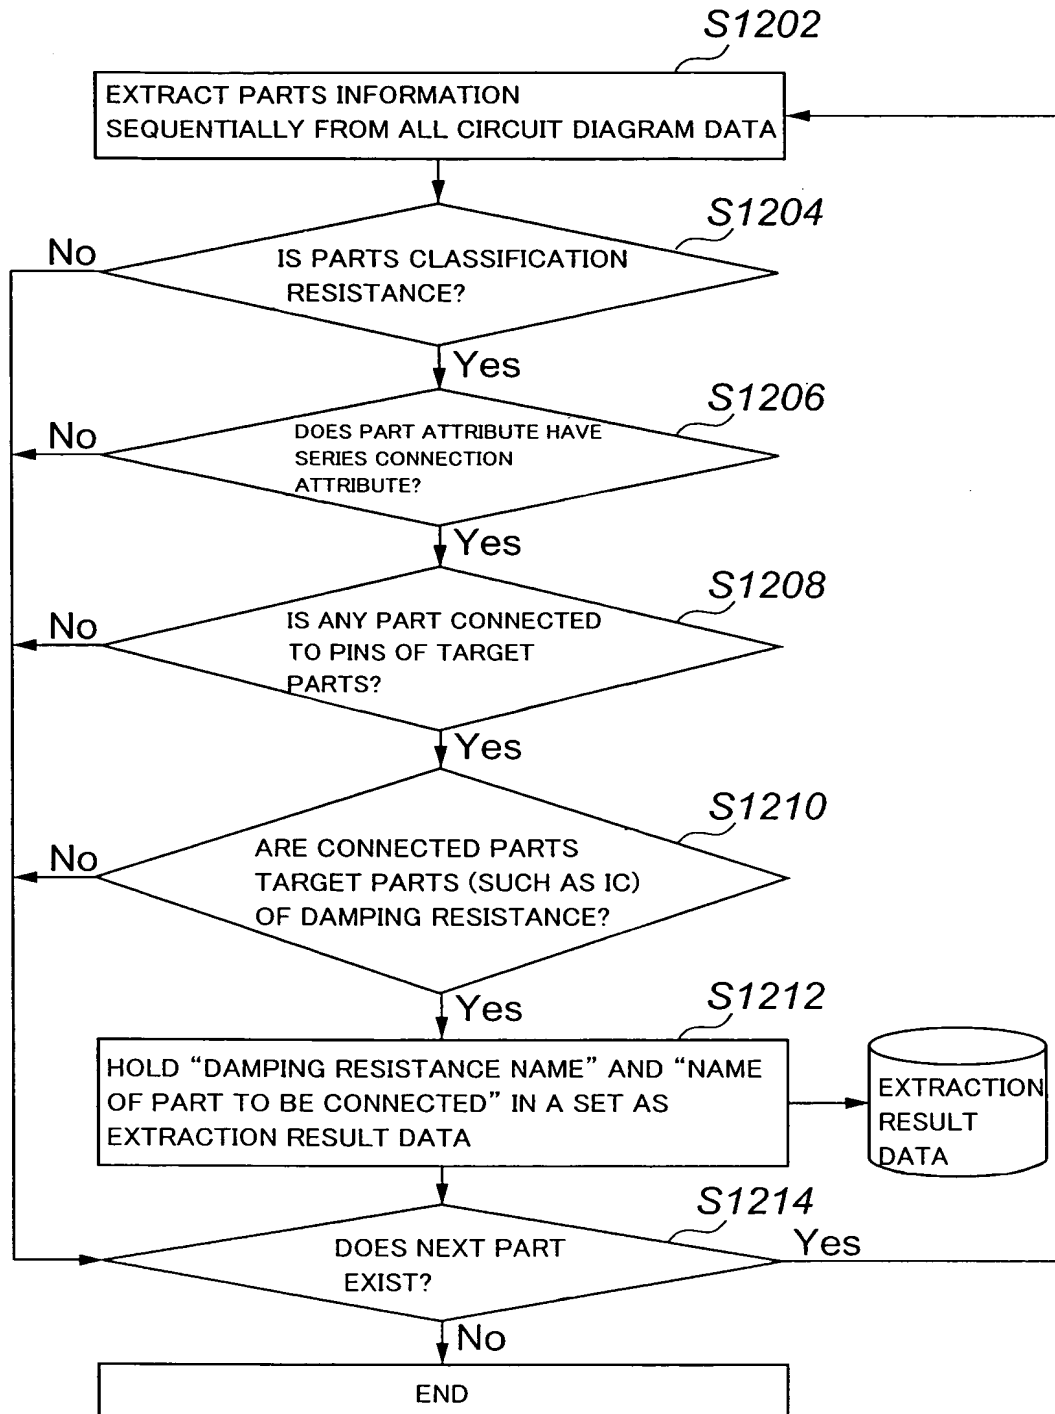 S1202
EXTRACT PARTS INFORMATION
SEQUENTIALLY FROM ALL CIRCUIT DIAGRAM DATA
S1204
No
IS PARTS CLASSIFICATION
RESISTANCE?
Yes
S1206
No
DOES PART ATTRIBUTE HAVE
SERIES CONNECTION
ATTRIBUTE?
Yes
S1208
No
IS ANY PART CONNECTED
TO PINS OF TARGET
PARTS?
Yes
S1210
No
ARE CONNECTED PARTS
TARGET PARTS (SUCH AS IC)
OF DAMPING RESISTANCE?
Yes
S1212
HOLD “DAMPING RESISTANCE NAME” AND “NAME
OF PART TO BE CONNECTED” IN A SET AS
EXTRACTION RESULT DATA
EXTRACTION
RESULT
DATA
S1214
DOES NEXT PART
EXIST?
Yes
No
END